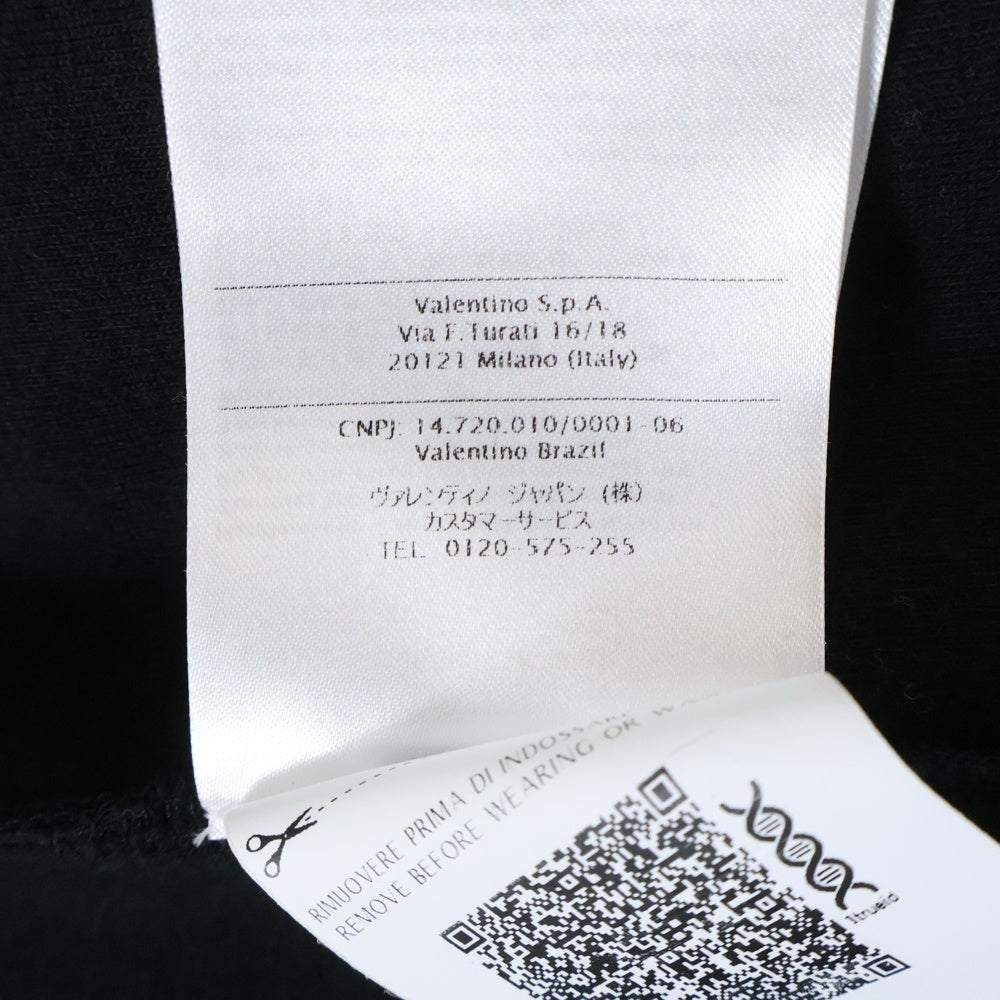 Valentino S.p.A.
Via F.Turati 16/18
20121 Milano (Italy)
CNPJ: 14.720.010/0001-06
Valentino Brazil
ヴァレンティノ ジャパン (株)
カスタマーサービス
TEL 0120-575-255
RIMUOVERE PRIMA DI INDOSSARE
REMOVE BEFORE WEARING OR
1trueid